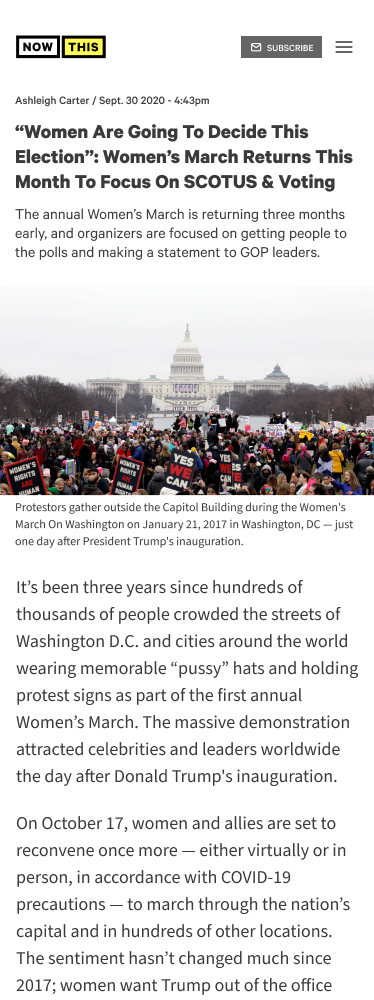 NOW THIS
SUBSCRIBE
Ashleigh Carter / Sept. 30 2020 - 4:43pm
“Women Are Going To Decide This
Election”: Women’s March Returns This
Month To Focus On SCOTUS & Voting
The annual Women’s March is returning three months
early, and organizers are focused on getting people to
the polls and making a statement to GOP leaders.
WOMEN'S
RIGHTS
ARE
HUMAN
RIGHTS
WOMEN'S
RIGHTS
ARE
HUMAN
YES
WE
CAN
YES
WE
CAN
Protestors gather outside the Capitol Building during the Women's
March On Washington on January 21, 2017 in Washington, DC — just
one day after President Trump's inauguration.
It’s been three years since hundreds of
thousands of people crowded the streets of
Washington D.C. and cities around the world
wearing memorable “pussy” hats and holding
protest signs as part of the first annual
Women’s March. The massive demonstration
attracted celebrities and leaders worldwide
the day after Donald Trump's inauguration.
On October 17, women and allies are set to
reconvene once more — either virtually or in
person, in accordance with COVID-19
precautions — to march through the nation’s
capital and in hundreds of other locations.
The sentiment hasn’t changed much since
2017; women want Trump out of the office